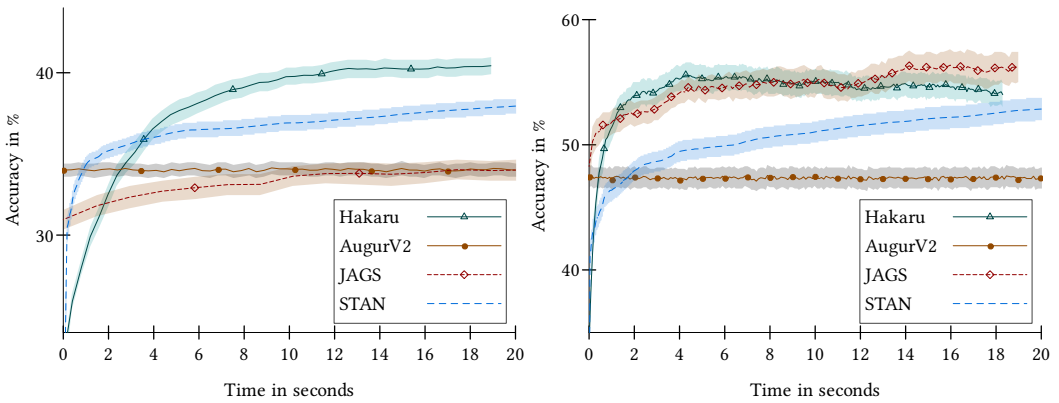 40
30
Accuracy in %
Hakaru
AugurV2
JAGS
STAN
0 2 4 6 8 10 12 14 16 18 20
Time in seconds
60
50
40
Accuracy in %
Hakaru
AugurV2
JAGS
STAN
0 2 4 6 8 10 12 14 16 18 20
Time in seconds